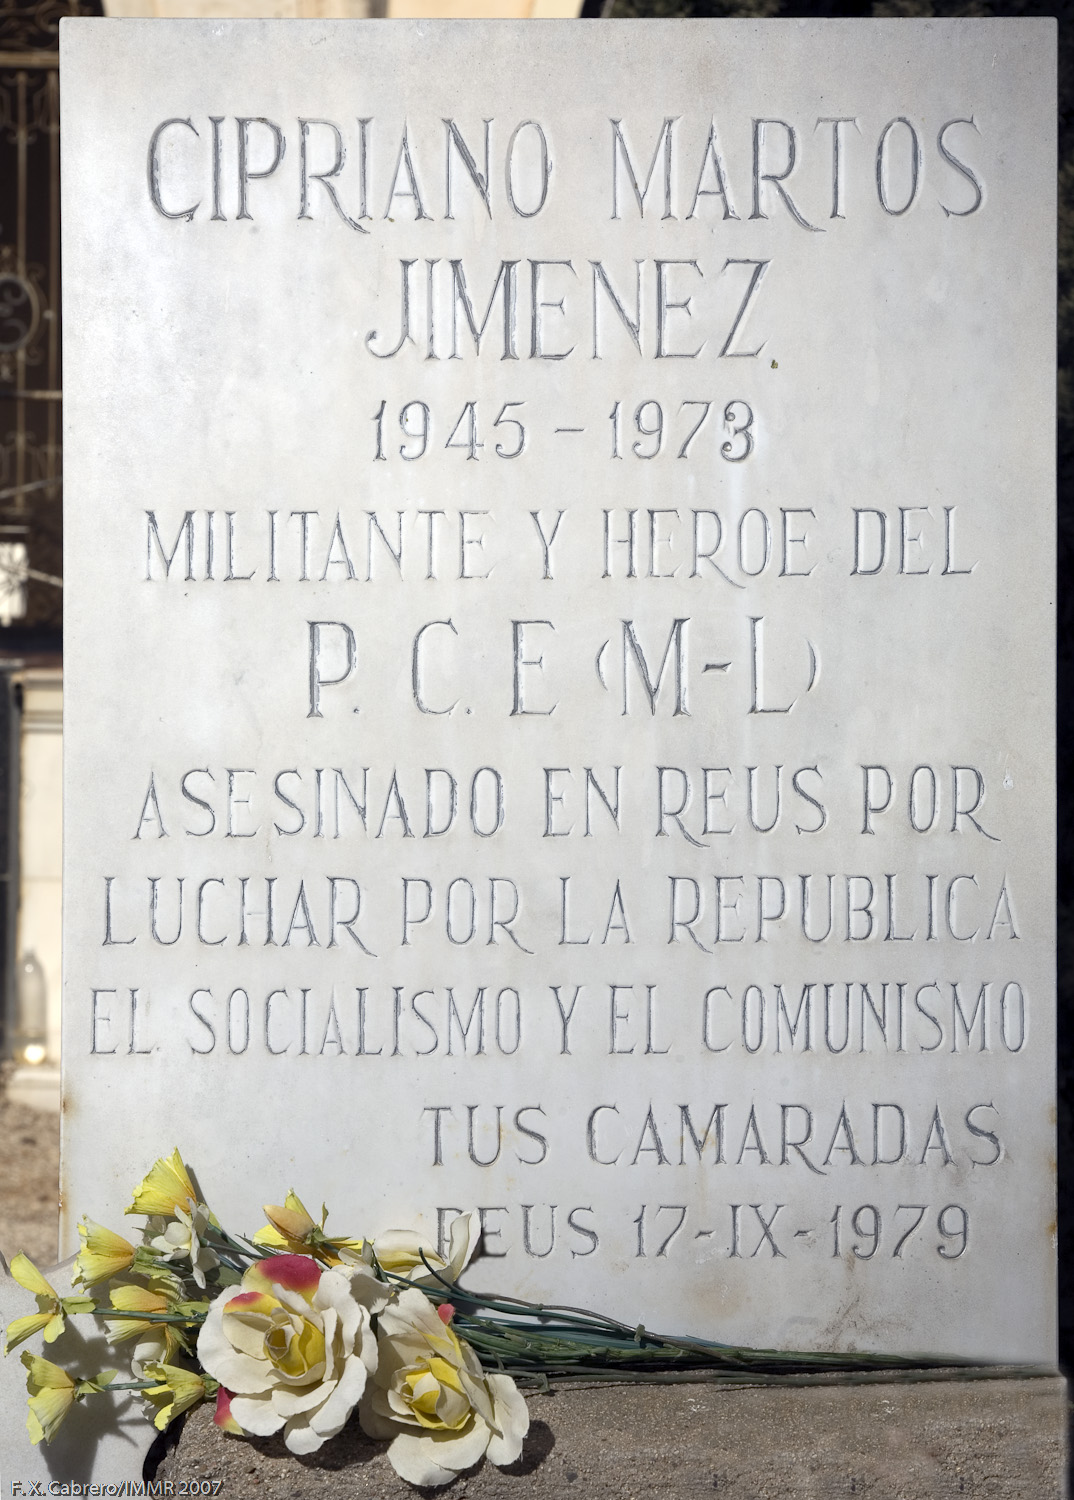 CIPRIANO MARTOS
JIMENEZ
1945 - 1973
MILITANTE Y HEROE DEL
P. C. E (M-L)
ASESINADO EN REUS POR
LUCHAR POR LA REPUBLICA
EL SOCIALISMO Y EL COMUNISMO
TUS CAMARADAS
REUS 17-IX-1979
F. X. Cabrero/IMMR 2007